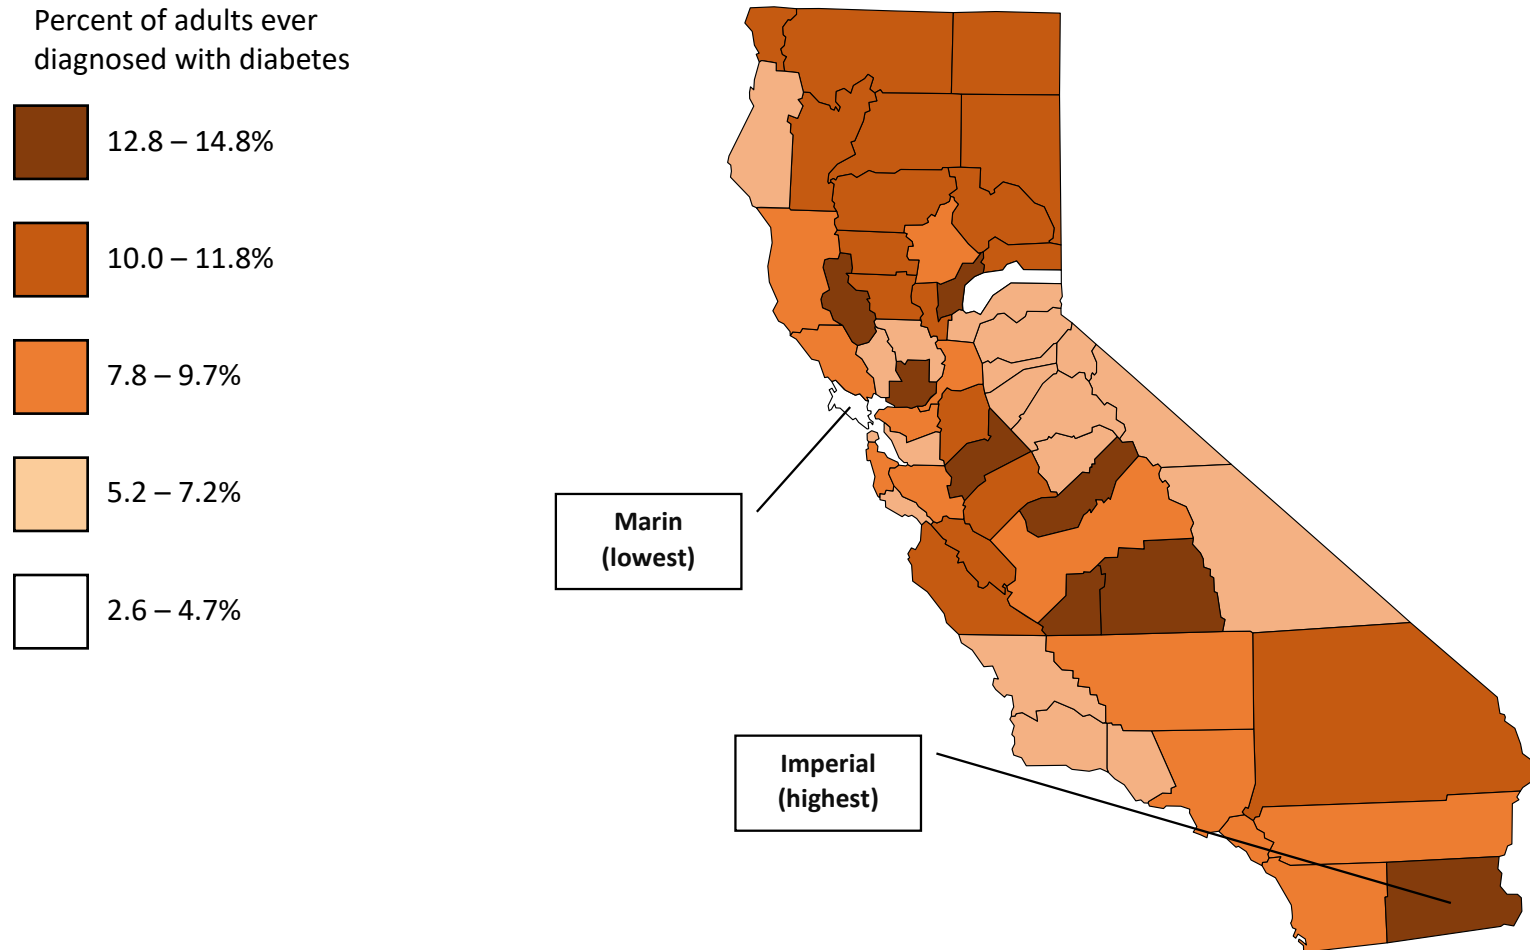 Percent of adults ever
diagnosed with diabetes
12.8 – 14.8%
10.0 – 11.8%
7.8 – 9.7%
5.2 – 7.2%
2.6 – 4.7%
Marin
(lowest)
Imperial
(highest)